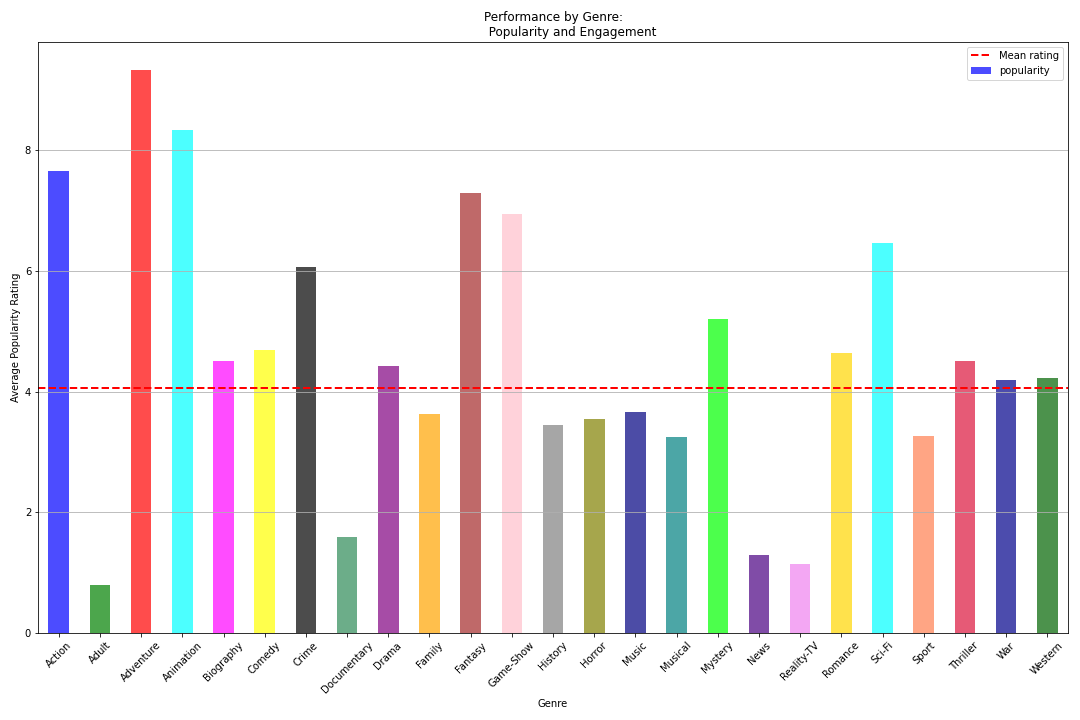 Performance by Genre:
Popularity and Engagement
Mean rating
popularity
Average Popularity Rating
8
6
4
2
0
Action
Adult
Adventure
Animation
Biography
Comedy
Crime
Documentary
Drama
Family
Fantasy
Game-Show
History
Horror
Music
Musical
Mystery
News
Reality-TV
Romance
Sci-Fi
Sport
Thriller
War
Western
Genre